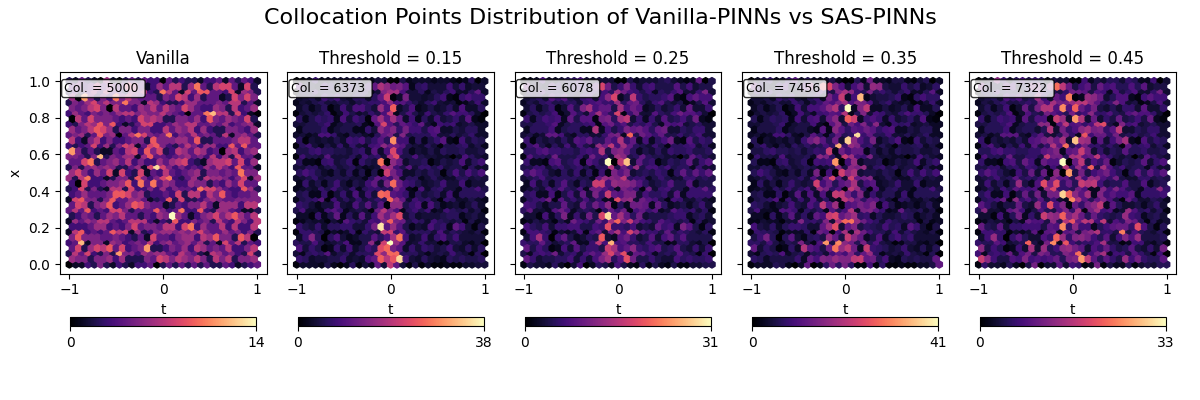 Collocation Points Distribution of Vanilla-PINNs vs SAS-PINNs
Vanilla
Threshold = 0.15
Threshold = 0.25
Threshold = 0.35
Threshold = 0.45
Col. = 5000
Col. = 6373
Col. = 6078
Col. = 7456
Col. = 7322
1.0
0.8
0.6
0.4
0.2
0.0
x
−1 0 1
−1 0 1
−1 0 1
−1 0 1
−1 0 1
t
t
t
t
t
0 14
0 38
0 31
0 41
0 33